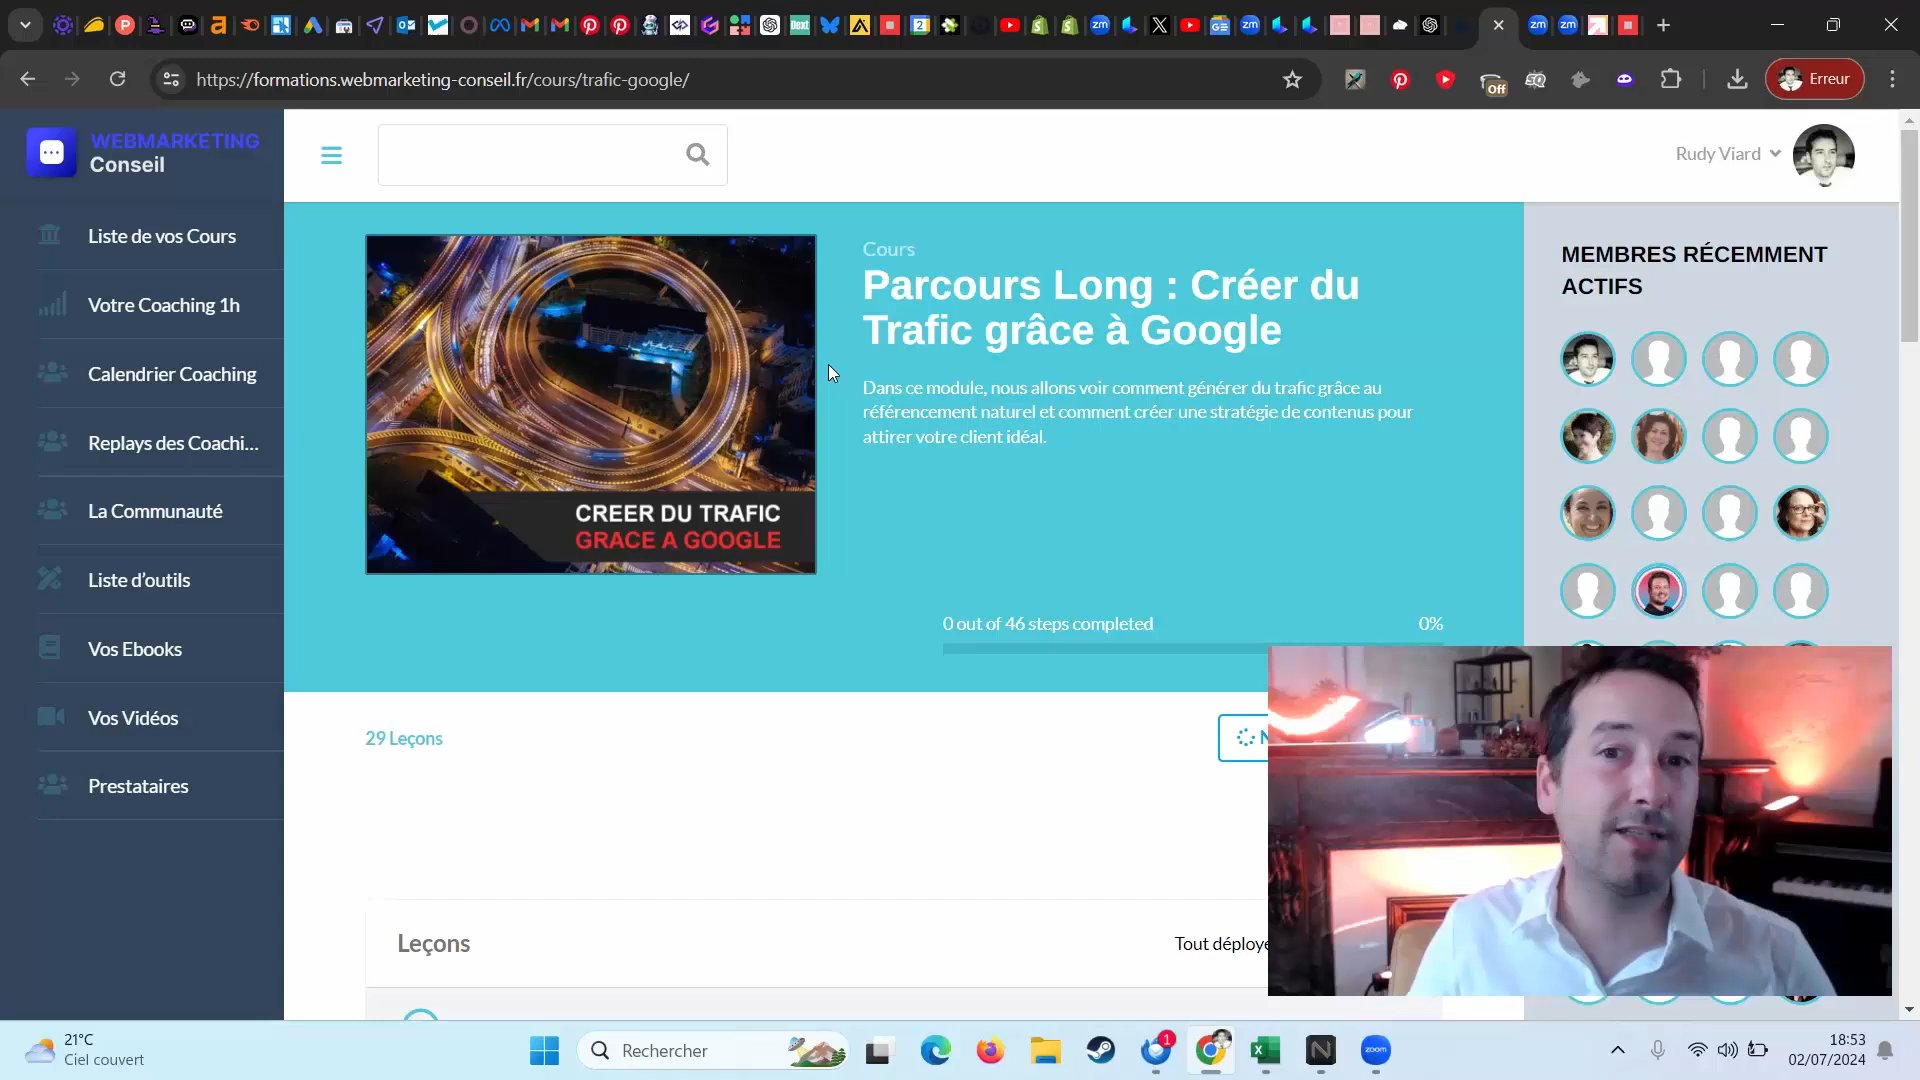 https://formations.webmarketing-conseil.fr/cours/trafic-google/
Off
Erreur
WEBMARKETING
Conseil
Rudy Viard
Liste de vos Cours
Votre Coaching 1h
Calendrier Coaching
Replays des Coachi...
La Communauté
Liste d'outils
Vos Ebooks
Vos Vidéos
Prestataires
CREER DU TRAFIC
GRACE A GOOGLE
Cours
Parcours Long : Créer du
Trafic grâce à Google
Dans ce module, nous allons voir comment générer du trafic grâce au
référencement naturel et comment créer une stratégie de contenus pour
attirer votre client idéal.
0 out of 46 steps completed
0%
MEMBRES RÉCEMMENT
ACTIFS
29 Leçons
Leçons
Tout déploye
21°C
Ciel couvert
Rechercher
1
zoom
18:53
02/07/2024